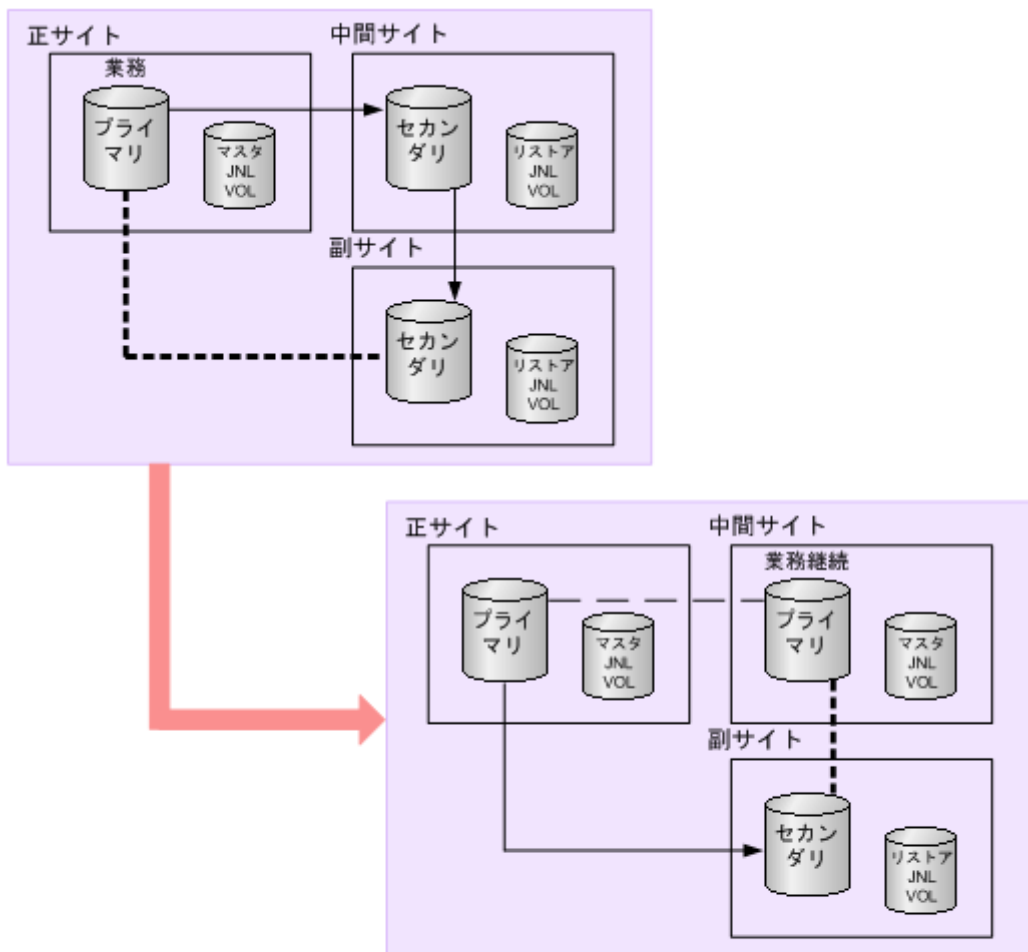 正サイト
中間サイト
業務
プライ
マリ
マスタ
JNL
VOL
セカン
ダリ
リストア
JNL
VOL
副サイト
セカン
ダリ
リストア
JNL
VOL
正サイト
中間サイト
業務継続
プライ
マリ
マスタ
JNL
VOL
プライ
マリ
マスタ
JNL
VOL
副サイト
セカン
ダリ
リストア
JNL
VOL